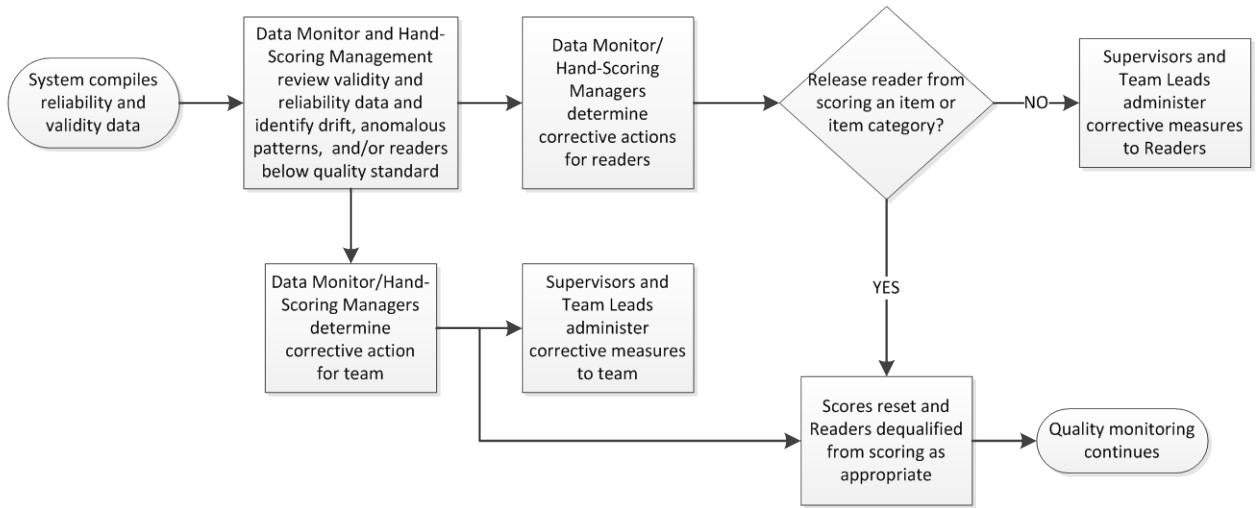 System compiles
reliability and
validity data
Data Monitor and Hand-
Scoring Management
review validity and
reliability data and
identify drift, anomalous
patterns, and/or readers
below quality standard
Data Monitor/
Hand-Scoring
Managers
determine
corrective actions
for readers
Release reader from
scoring an item or
item category?
NO
Supervisors and
Team Leads
administer
corrective measures
to Readers
YES
Data Monitor/Hand-
Scoring Managers
determine
corrective action
for team
Supervisors and
Team Leads
administer
corrective measures
to team
Scores reset and
Readers dequalified
from scoring as
appropriate
Quality monitoring
continues